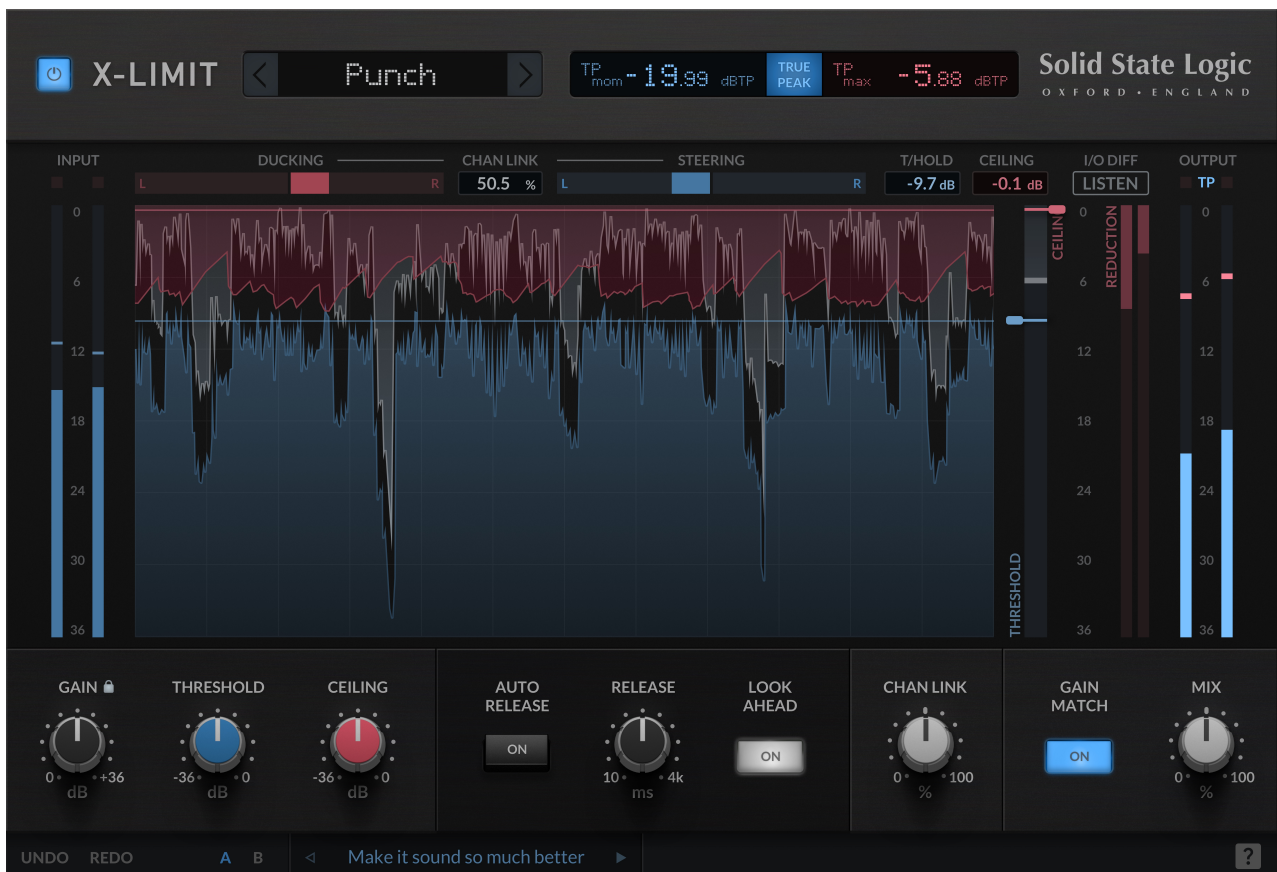 X-LIMIT
Punch
TP mom -19.99 dBTP
TRUE PEAK
TP max -5.88 dBTP
Solid State Logic
OXFORD • ENGLAND
INPUT
DUCKING
CHAN LINK
STEERING
T/HOLD
CEILING
I/O DIFF
OUTPUT
L R
50.5 %
L R
-9.7 dB
-0.1 dB
LISTEN
TP
0 0 0
6 6 6
12 12 12
18 18 18
24 24 24
30 30 30
36 36 36
CEILIN
REDUCTION
THRESHOLD
GAIN
THRESHOLD
CEILING
AUTO
RELEASE
RELEASE
LOOK
AHEAD
CHAN LINK
GAIN
MATCH
MIX
ON
ON
ON
0 +36
dB
-36 0
dB
-36 0
dB
10 4k
ms
0 100
%
0 100
%
UNDO REDO
A B
Make it sound so much better
?